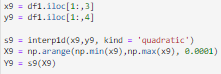 x9 = df1.iloc[1:,3]
y9 = df1.iloc[1:,4]
s9 = interp1d(x9,y9, kind = 'quadratic')
X9 = np.arange(np.min(x9),np.max(x9), 0.0001)
Y9 = s9(X9)